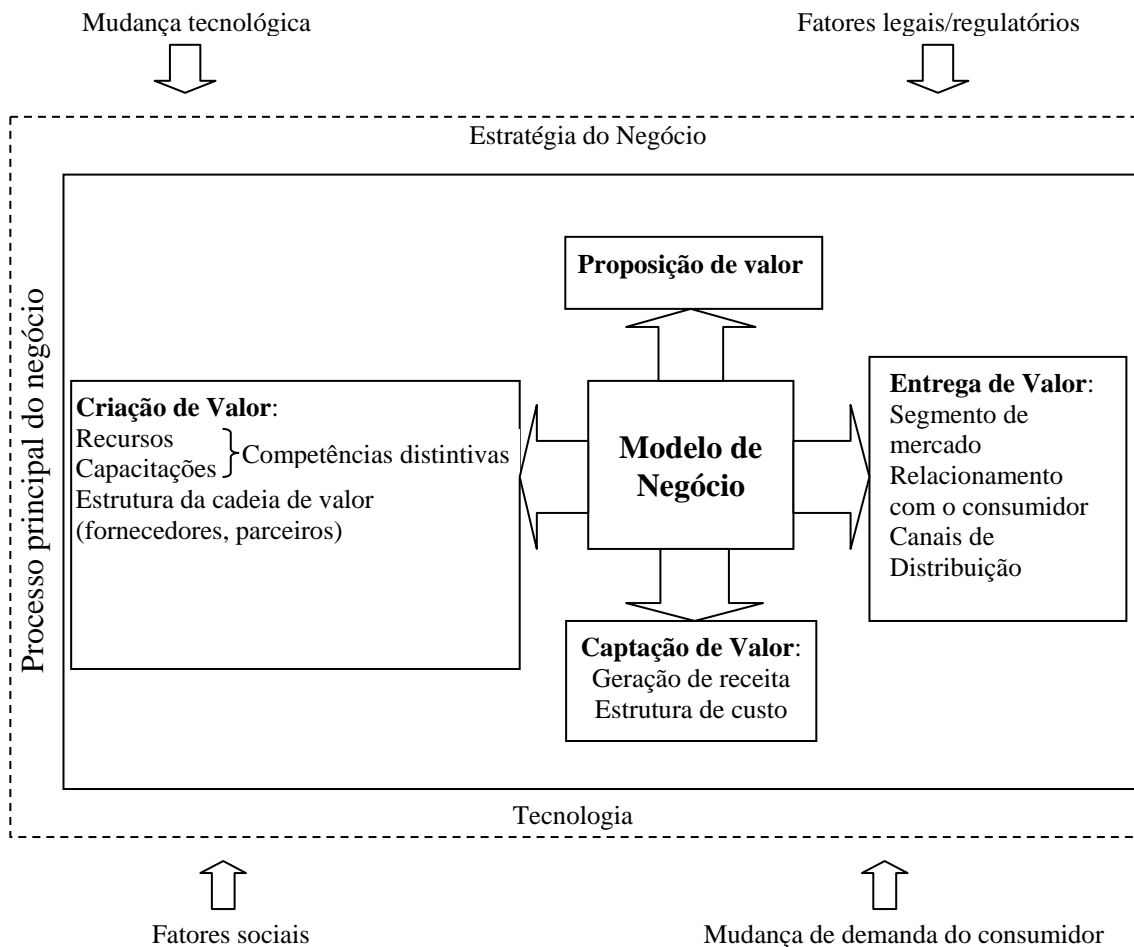 Mudança tecnológica
Fatores legais/regulatórios
Estratégia do Negócio
Processo principal do negócio
Proposição de valor
Criação de Valor:
Recursos
Capacitações
Competências distintivas
Estrutura da cadeia de valor
(fornecedores, parceiros)
Modelo de
Negócio
Entrega de Valor:
Segmento de
mercado
Relacionamento
com o consumidor
Canais de
Distribuição
Captação de Valor:
Geração de receita
Estrutura de custo
Tecnologia
Fatores sociais
Mudança de demanda do consumidor